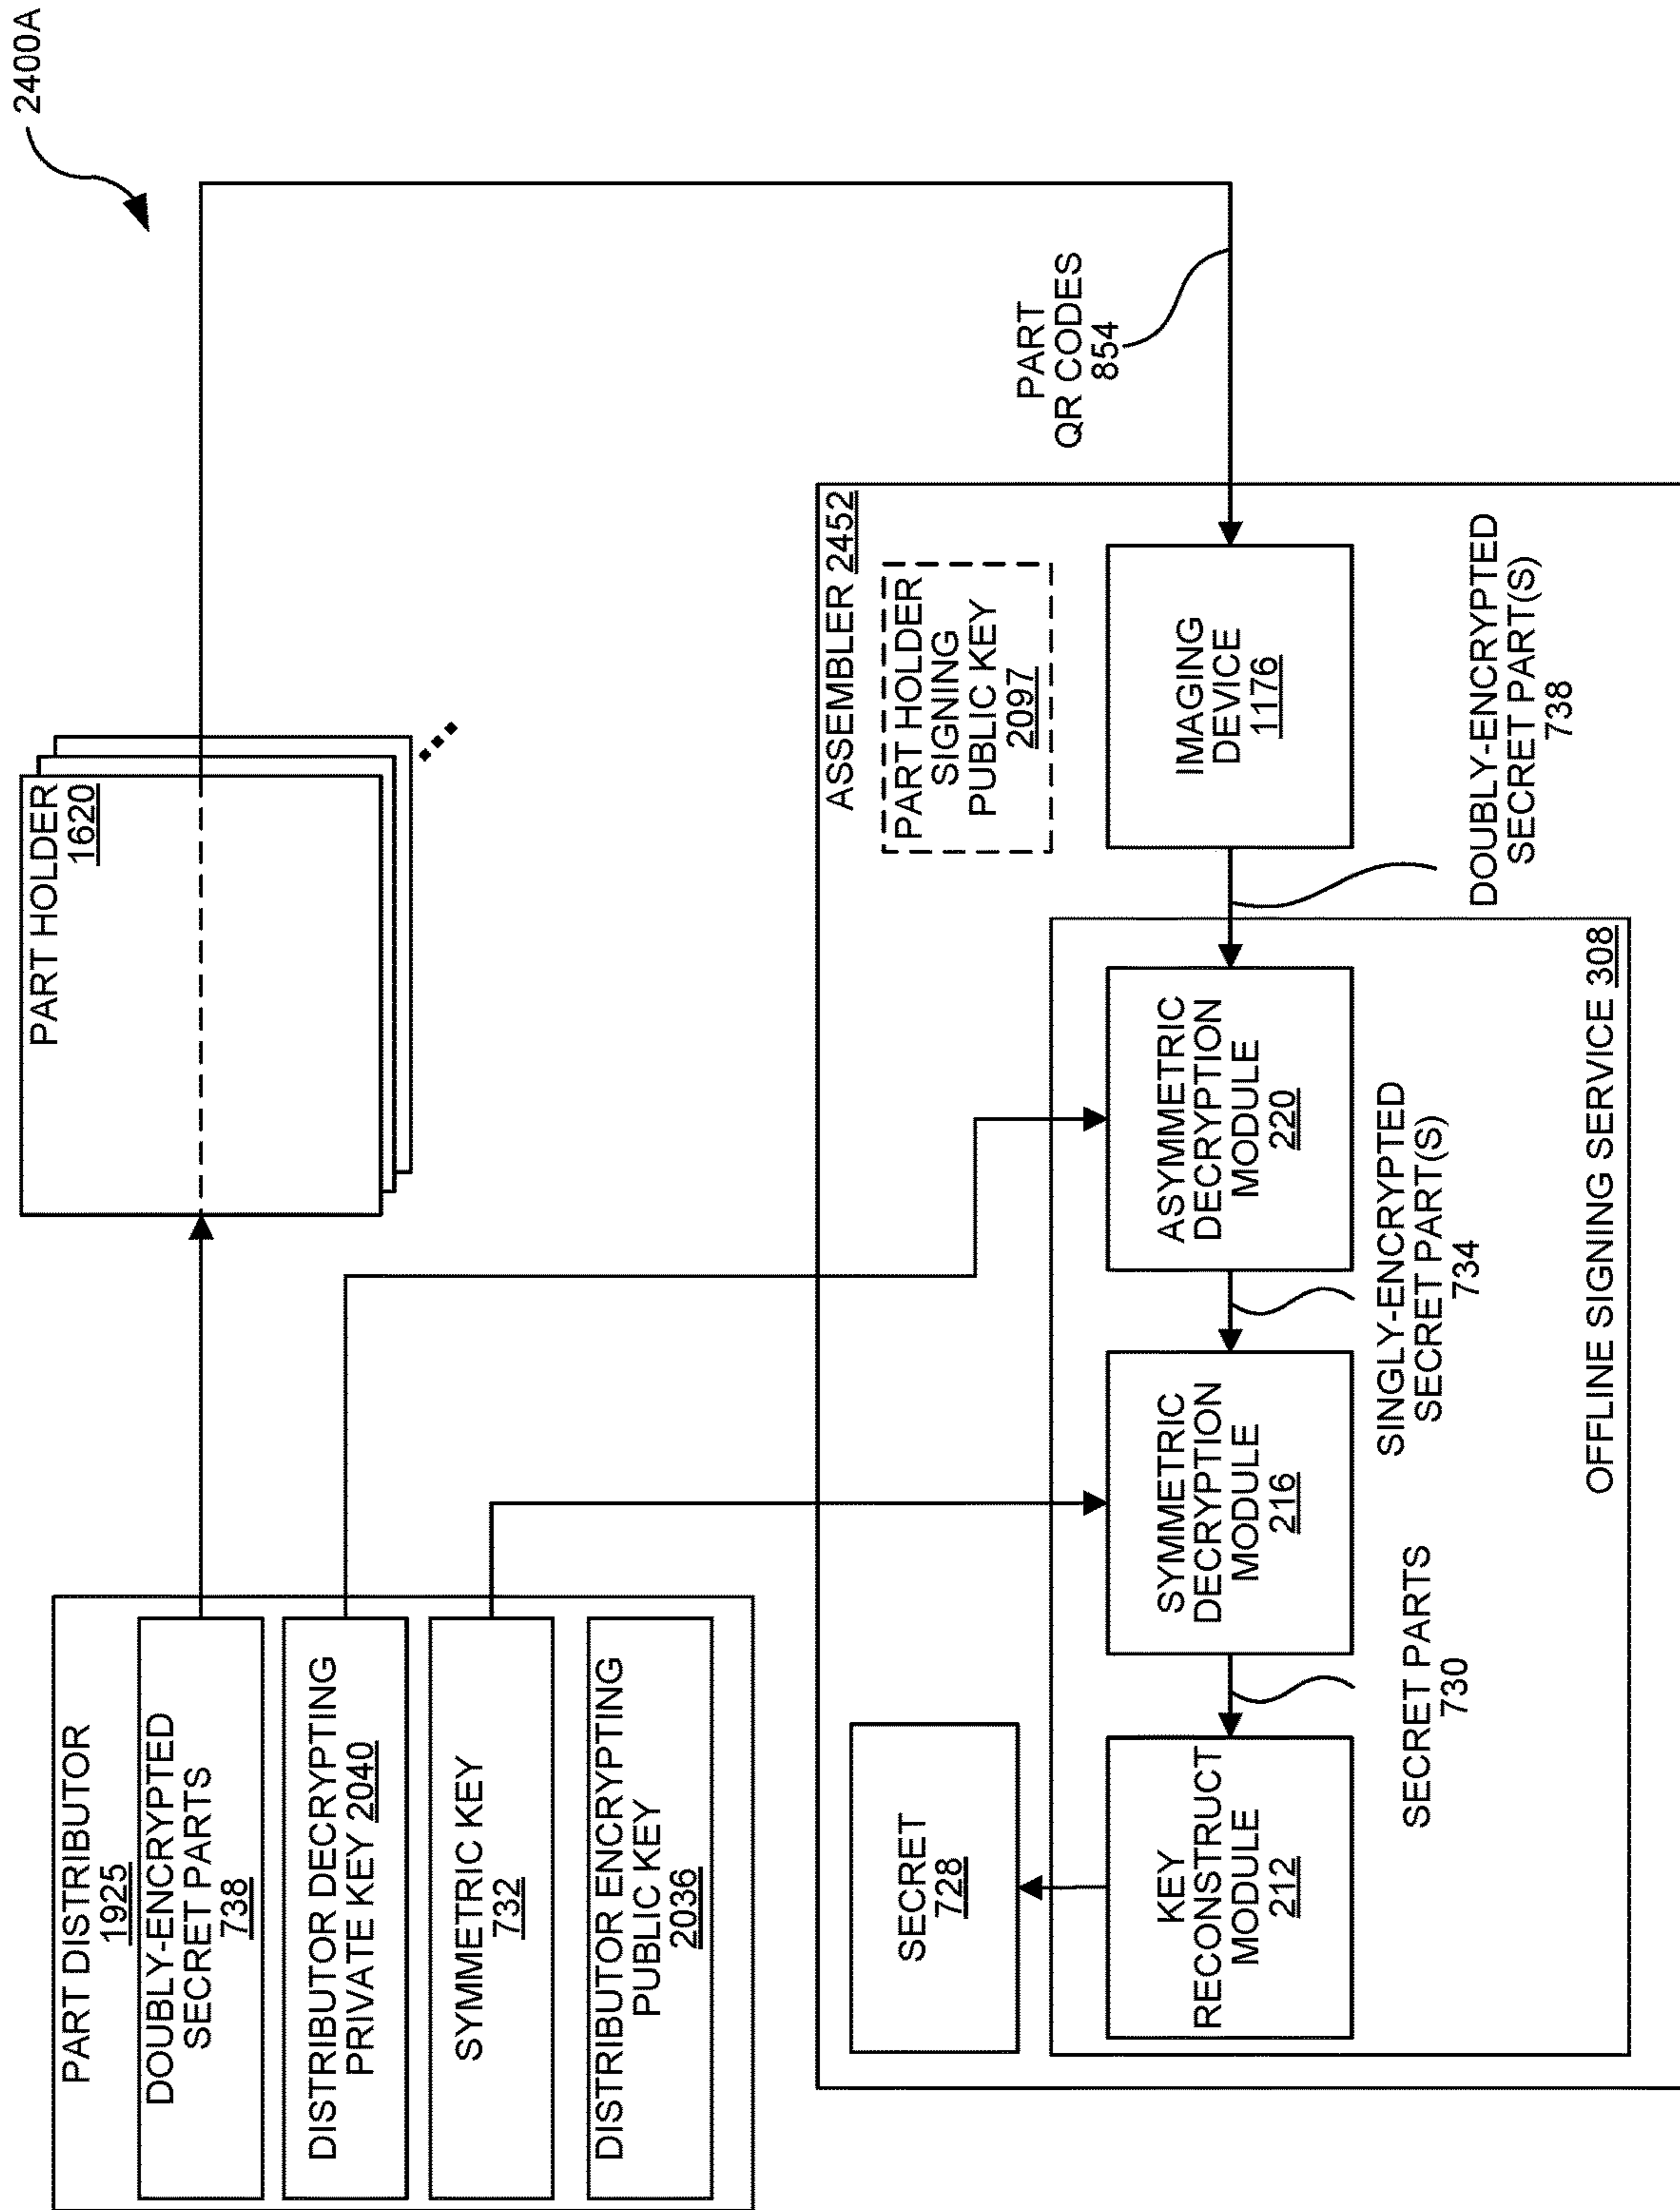 2400A
PART DISTRIBUTOR
1925
DOUBLY-ENCRYPTED
SECRET PARTS
738
DISTRIBUTOR DECRYPTING
PRIVATE KEY 2040
SYMMETRIC KEY
732
DISTRIBUTOR ENCRYPTING
PUBLIC KEY
2036
PART HOLDER
1620
ASSEMBLER 2452
SECRET
728
PART HOLDER
SIGNING
PUBLIC KEY
2097
PART
QR CODES
854
KEY
RECONSTRUCT
MODULE
212
SECRET PARTS
730
SYMMETRIC
DECRYPTION
MODULE
216
SINGLY-ENCRYPTED
SECRET PART(S)
734
ASYMMETRIC
DECRYPTION
MODULE
220
IMAGING
DEVICE
1176
DOUBLY-ENCRYPTED
SECRET PART(S)
738
OFFLINE SIGNING SERVICE 308